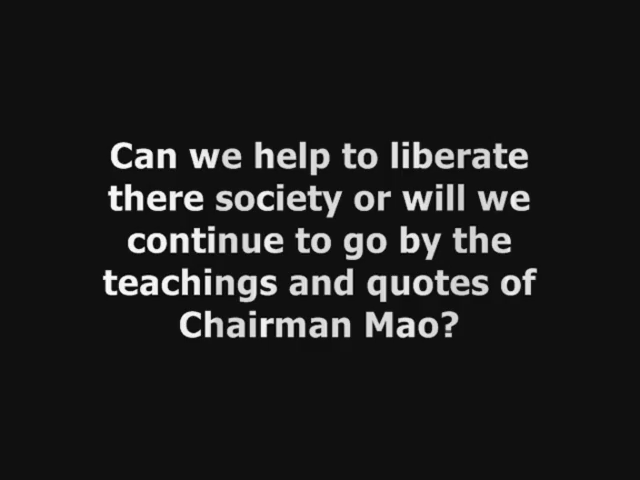 Can we help to liberate
there society or will we
continue to go by the
teachings and quotes of
Chairman Mao?